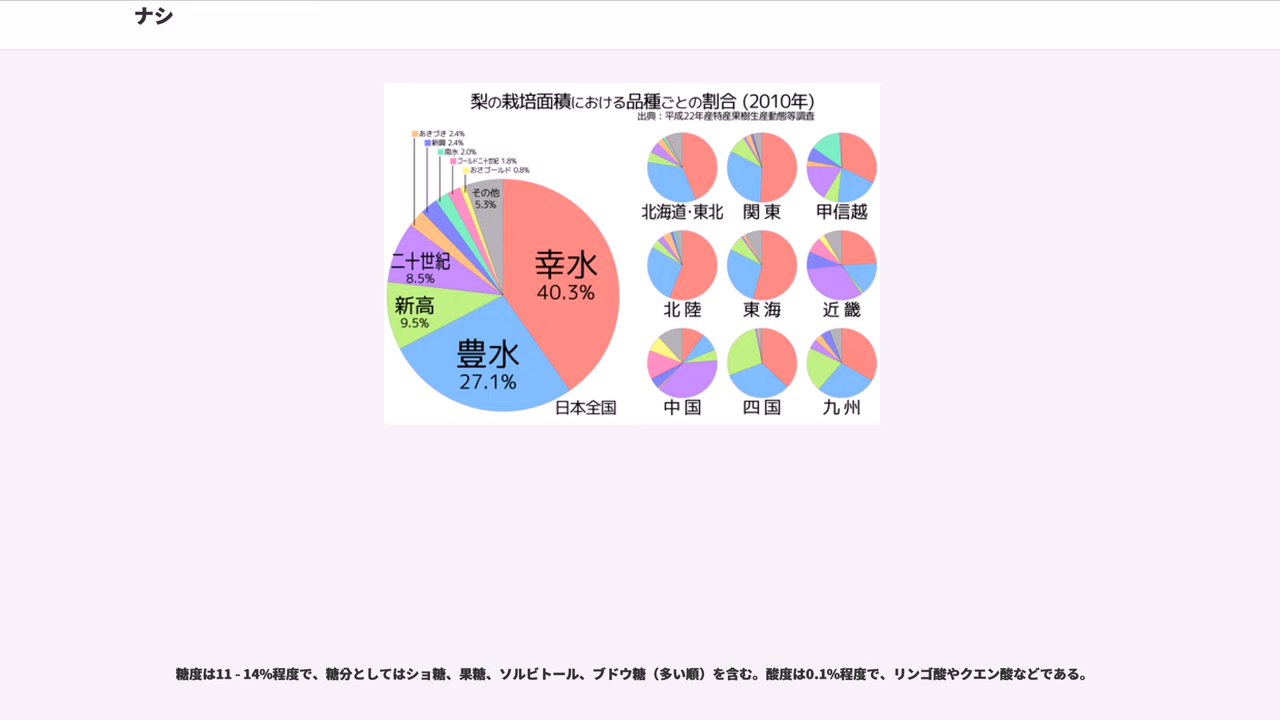 ナシ
梨の栽培面積における品種ごとの割合 (2010年)
出典：平成22年産特産果樹生産動態等調査
あきづき 2.4%
新興 2.4%
南水 2.0%
ゴールド二十世紀 1.8%
おさゴールド 0.8%
その他
5.3%
二十世紀
8.5%
新高
9.5%
豊水
27.1%
幸水
40.3%
日本全国
北海道・東北
関東
甲信越
北陸
東海
近畿
中国
四国
九州
糖度は11 - 14%程度で、糖分としてはショ糖、果糖、ソルビトール、ブドウ糖（多い順）を含む。酸度は0.1%程度で、リンゴ酸やクエン酸などである。